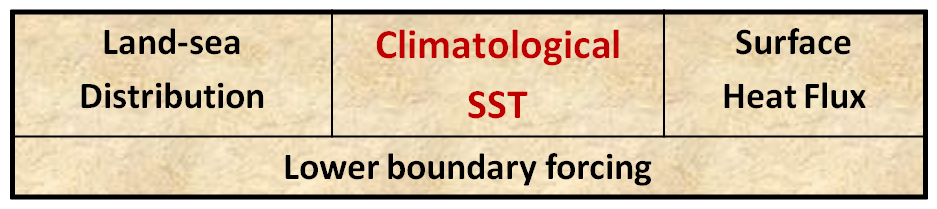 Land-sea
Distribution
Climatological
SST
Surface
Heat Flux
Lower boundary forcing